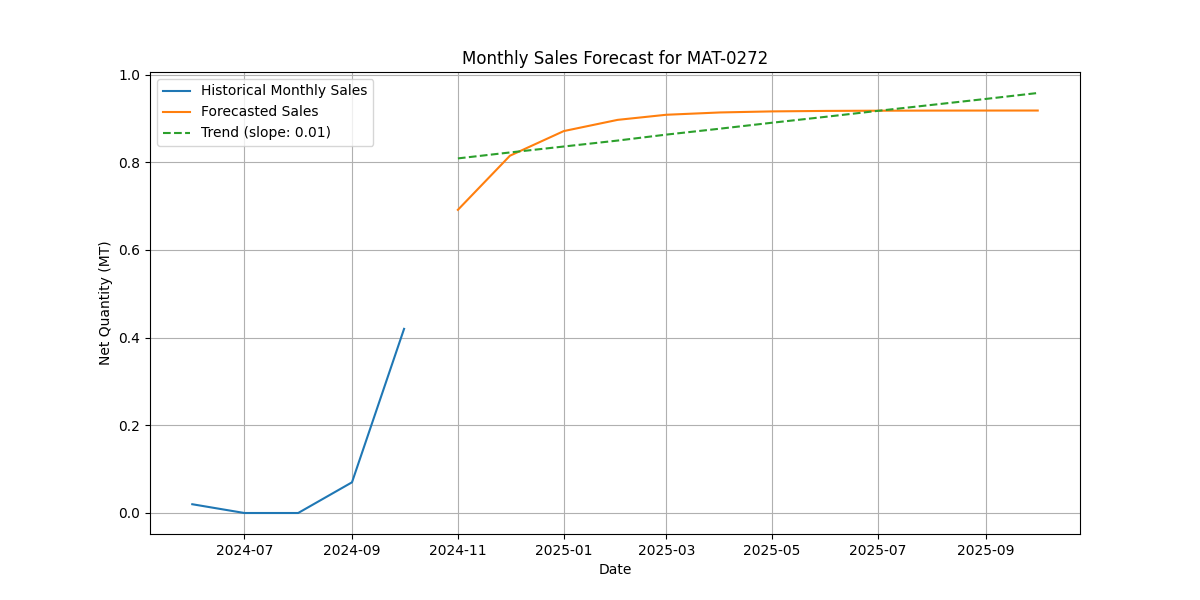 Monthly Sales Forecast for MAT-0272
Historical Monthly Sales
Forecasted Sales
Trend (slope: 0.01)
Net Quantity (MT)
1.0
0.8
0.6
0.4
0.2
0.0
2024-07 2024-09 2024-11 2025-01 2025-03 2025-05 2025-07 2025-09
Date